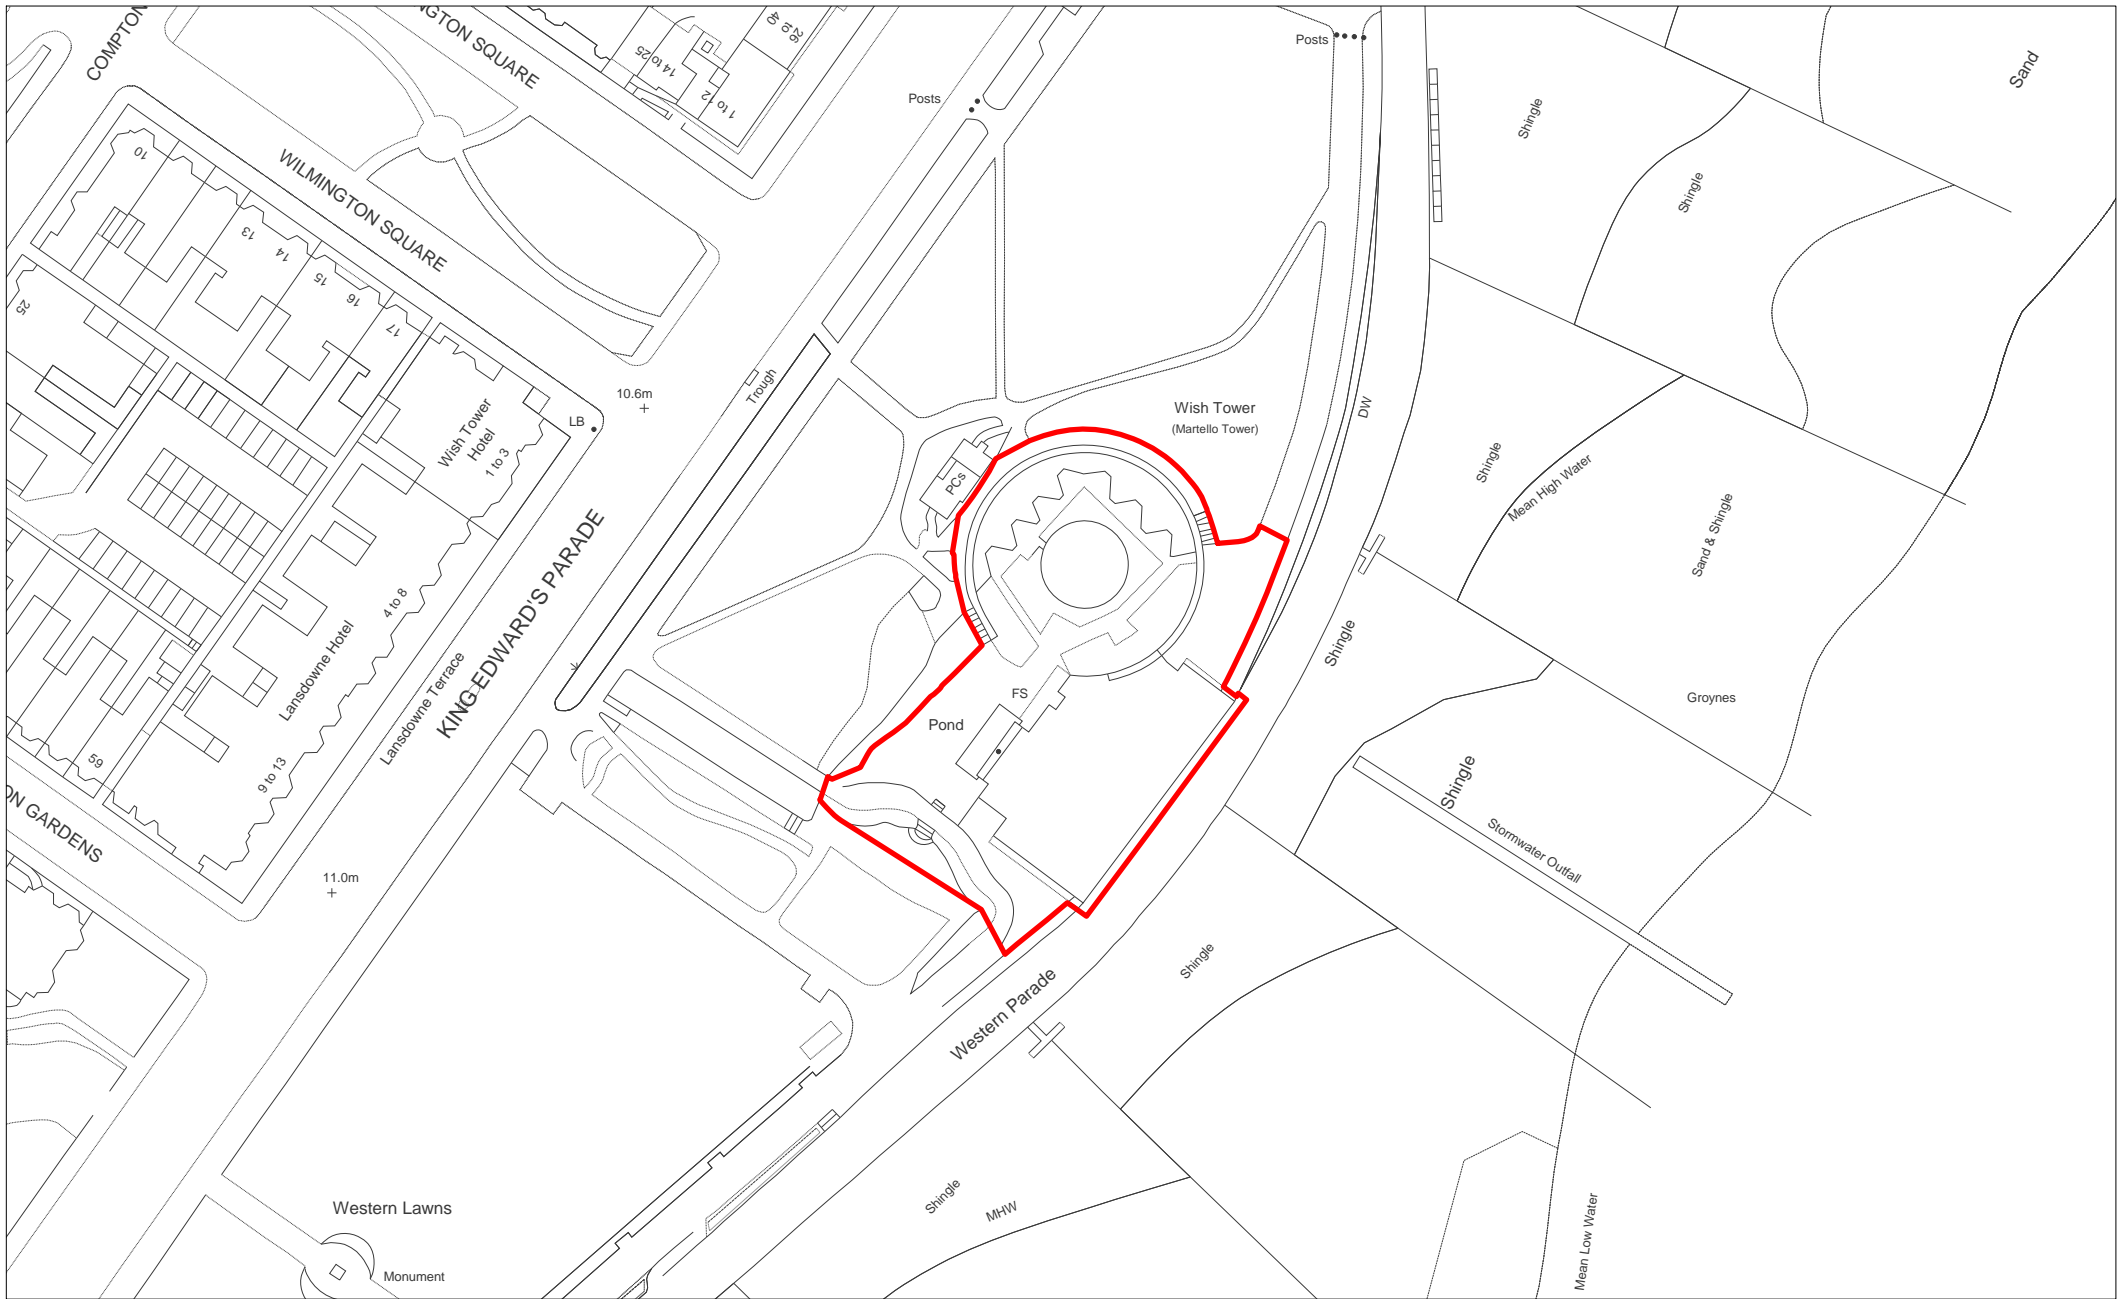 COMPTON
NGTON SQUARE
26
40
14 to 25
1 to 12
Posts
Posts
Sand
Shingle
Shingle
10
WILMINGTON SQUARE
13
14
15
16
17
25
Wish Tower
Hotel
1 to 3
LB
10.6m
Trough
Wish Tower
(Martello Tower)
DW
PCs
Shingle
Mean High Water
Sand & Shingle
KING EDWARD'S PARADE
4 to 8
Lansdowne Hotel
Lansdowne Terrace
9 to 13
59
ON GARDENS
11.0m
FS
Pond
Shingle
Groynes
Shingle
Stormwater Outfall
Shingle
Western Parade
Western Lawns
Monument
Shingle
MHW
Mean Low Water